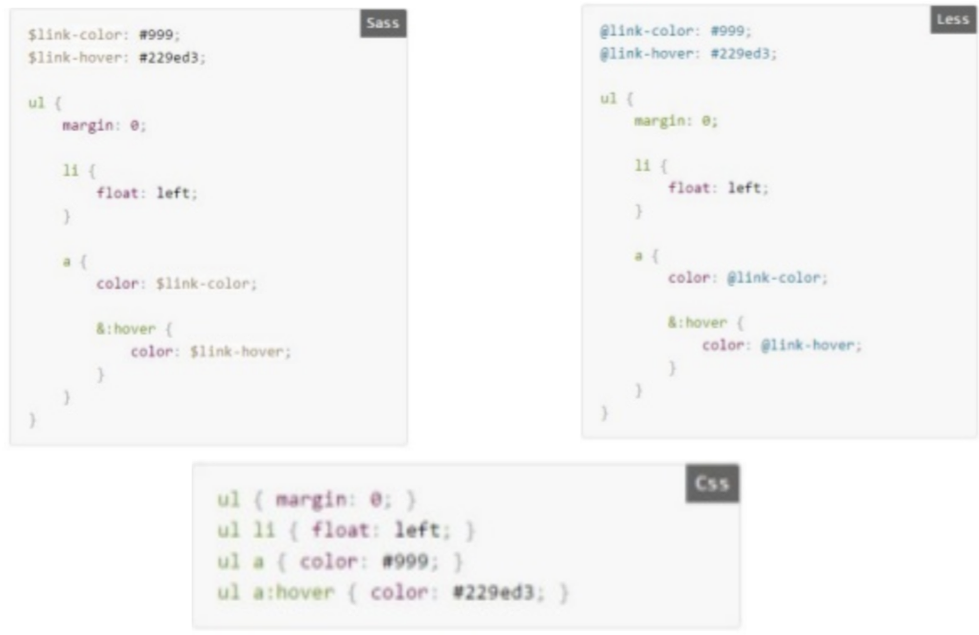 Sass
$link-color: #999;
$link-hover: #229ed3;
ul {
margin: 0;
li {
float: left;
}
a {
color: $link-color;
&:hover {
color: $link-hover;
}
}
}
Less
@link-color: #999;
@link-hover: #229ed3;
ul {
margin: 0;
li {
float: left;
}
a {
color: @link-color;
&:hover {
color: @link-hover;
}
}
}
Css
ul { margin: 0; }
ul li { float: left; }
ul a { color: #999; }
ul a:hover { color: #229ed3; }